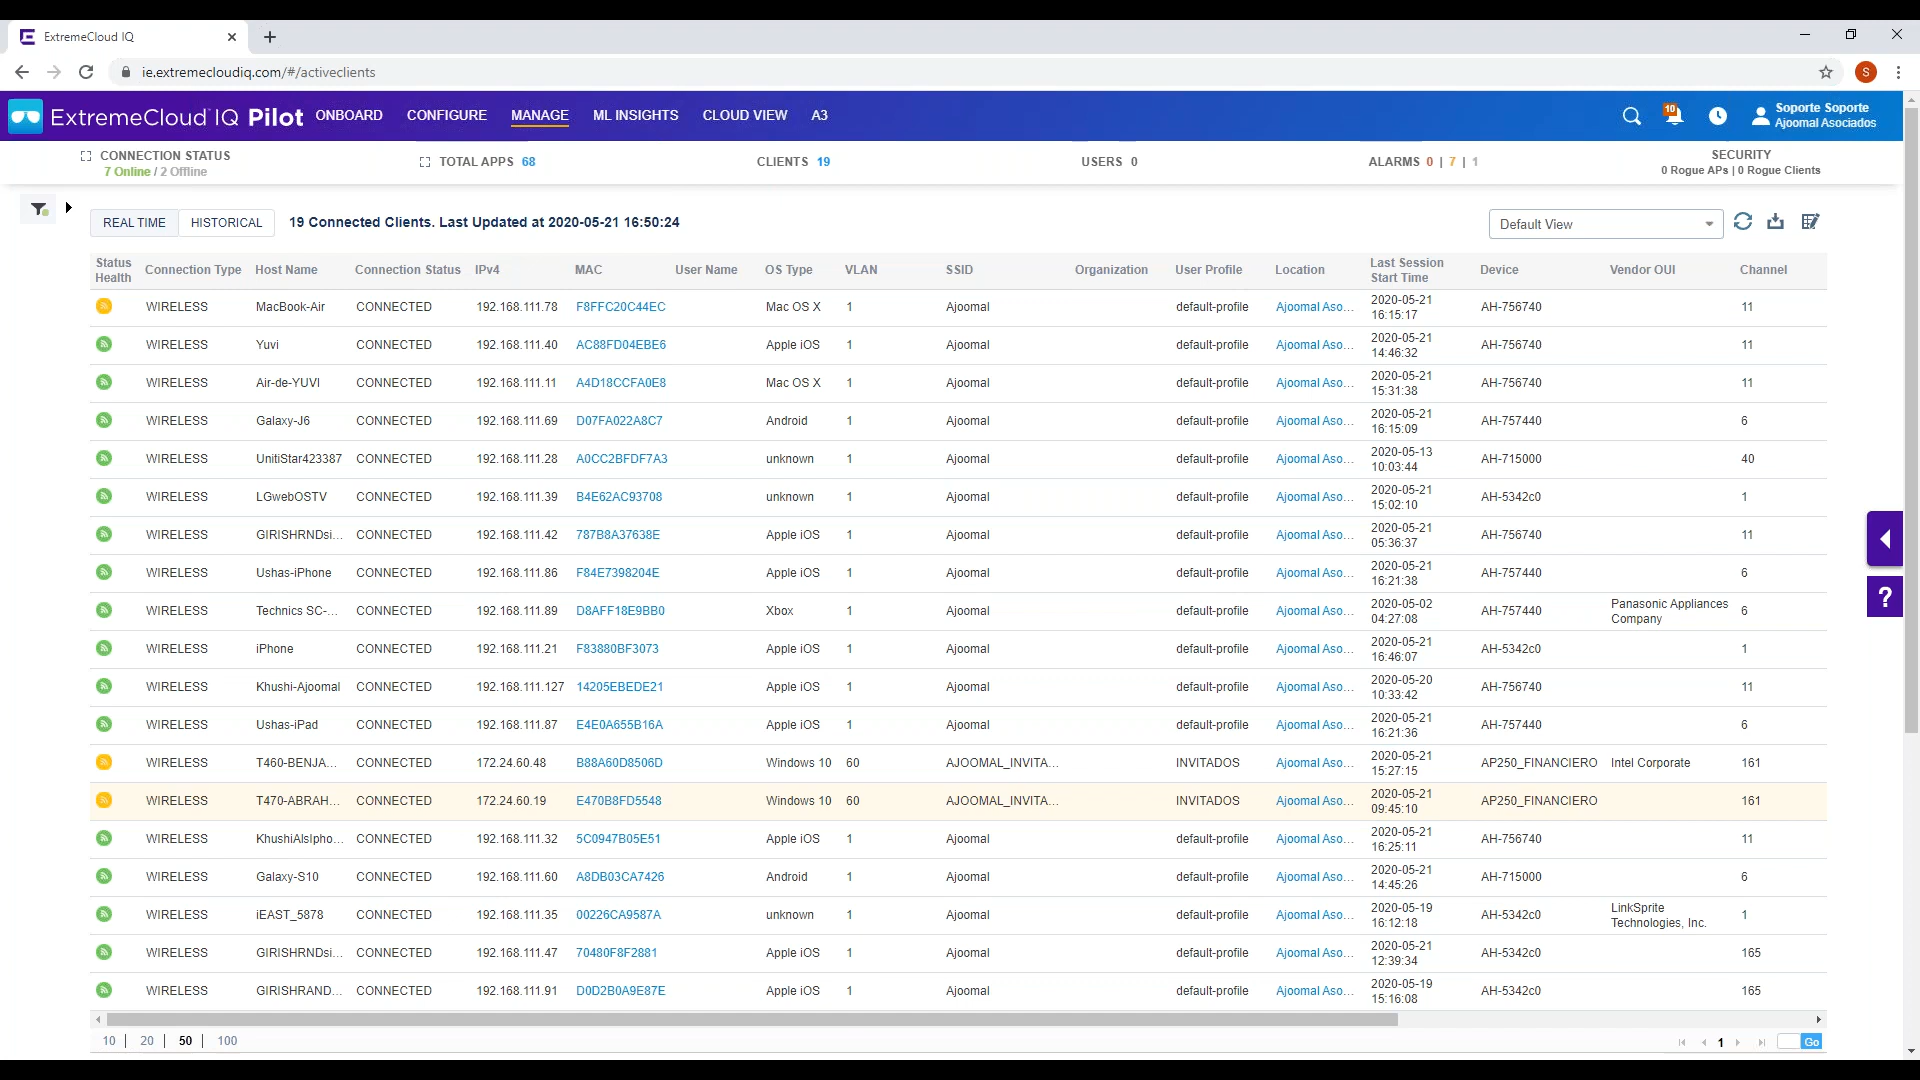 ExtremeCloud IQ
ie.extremecloudiq.com/#/activeclients
S
ExtremeCloud IQ Pilot ONBOARD CONFIGURE MANAGE ML INSIGHTS CLOUD VIEW A3
10
Soporte Soporte
Ajoomal Asociados
CONNECTION STATUS
7 Online / 2 Offline
TOTAL APPS 68
CLIENTS 19
USERS 0
ALARMS 0 | 7 | 1
SECURITY
0 Rogue APs | 0 Rogue Clients
REAL TIME HISTORICAL 19 Connected Clients. Last Updated at 2020-05-21 16:50:24
Default View
Status Health Connection Type Host Name Connection Status IPv4 MAC User Name OS Type VLAN SSID Organization User Profile Location Last Session Start Time Device Vendor OUI Channel
WIRELESS MacBook-Air CONNECTED 192.168.111.78 F8FFC20C44EC Mac OS X 1 Ajoomal default-profile Ajoomal Aso... 2020-05-21 16:15:17 AH-756740 11
WIRELESS Yuvi CONNECTED 192.168.111.40 AC88FD04EBE6 Apple iOS 1 Ajoomal default-profile Ajoomal Aso... 2020-05-21 14:46:32 AH-756740 11
WIRELESS Air-de-YUVI CONNECTED 192.168.111.11 A4D18CCFA0E8 Mac OS X 1 Ajoomal default-profile Ajoomal Aso... 2020-05-21 15:31:38 AH-756740 11
WIRELESS Galaxy-J6 CONNECTED 192.168.111.69 D07FA022A8C7 Android 1 Ajoomal default-profile Ajoomal Aso... 2020-05-21 16:15:09 AH-757440 6
WIRELESS UnitiStar423387 CONNECTED 192.168.111.28 A0CC2BFDF7A3 unknown 1 Ajoomal default-profile Ajoomal Aso... 2020-05-13 10:03:44 AH-715000 40
WIRELESS LGwebOSTV CONNECTED 192.168.111.39 B4E62AC93708 unknown 1 Ajoomal default-profile Ajoomal Aso... 2020-05-21 15:02:10 AH-5342c0 1
WIRELESS GIRISHRNDsi... CONNECTED 192.168.111.42 787B8A37638E Apple iOS 1 Ajoomal default-profile Ajoomal Aso... 2020-05-21 05:36:37 AH-756740 11
WIRELESS Ushas-iPhone CONNECTED 192.168.111.86 F84E7398204E Apple iOS 1 Ajoomal default-profile Ajoomal Aso... 2020-05-21 16:21:38 AH-757440 6
WIRELESS Technics SC-... CONNECTED 192.168.111.89 D8AFF18E9BB0 Xbox 1 Ajoomal default-profile Ajoomal Aso... 2020-05-02 04:27:08 AH-757440 Panasonic Appliances Company 6
WIRELESS iPhone CONNECTED 192.168.111.21 F83880BF3073 Apple iOS 1 Ajoomal default-profile Ajoomal Aso... 2020-05-21 16:46:07 AH-5342c0 1
WIRELESS Khushi-Ajoomal CONNECTED 192.168.111.127 14205EBEDE21 Apple iOS 1 Ajoomal default-profile Ajoomal Aso... 2020-05-20 10:33:42 AH-756740 11
WIRELESS Ushas-iPad CONNECTED 192.168.111.87 E4E0A655B16A Apple iOS 1 Ajoomal default-profile Ajoomal Aso... 2020-05-21 16:21:36 AH-757440 6
WIRELESS T460-BENJA... CONNECTED 172.24.60.48 B88A60D8506D Windows 10 60 AJOOMAL_INVITA... INVITADOS Ajoomal Aso... 2020-05-21 15:27:15 AP250_FINANCIERO Intel Corporate 161
WIRELESS T470-ABRAH... CONNECTED 172.24.60.19 E470B8FD5548 Windows 10 60 AJOOMAL_INVITA... INVITADOS Ajoomal Aso... 2020-05-21 09:45:10 AP250_FINANCIERO 161
WIRELESS KhushiAlsIpho... CONNECTED 192.168.111.32 5C0947B05E51 Apple iOS 1 Ajoomal default-profile Ajoomal Aso... 2020-05-21 16:25:11 AH-756740 11
WIRELESS Galaxy-S10 CONNECTED 192.168.111.60 A8DB03CA7426 Android 1 Ajoomal default-profile Ajoomal Aso... 2020-05-21 14:45:26 AH-715000 6
WIRELESS iEAST_5878 CONNECTED 192.168.111.35 00226CA9587A unknown 1 Ajoomal default-profile Ajoomal Aso... 2020-05-19 16:12:18 AH-5342c0 LinkSprite Technologies, Inc. 1
WIRELESS GIRISHRNDsi... CONNECTED 192.168.111.47 70480F8F2881 Apple iOS 1 Ajoomal default-profile Ajoomal Aso... 2020-05-21 12:39:34 AH-5342c0 165
WIRELESS GIRISHRAND... CONNECTED 192.168.111.91 D0D2B0A9E87E Apple iOS 1 Ajoomal default-profile Ajoomal Aso... 2020-05-19 15:16:08 AH-5342c0 165
?
10 | 20 | 50 | 100
1 Go